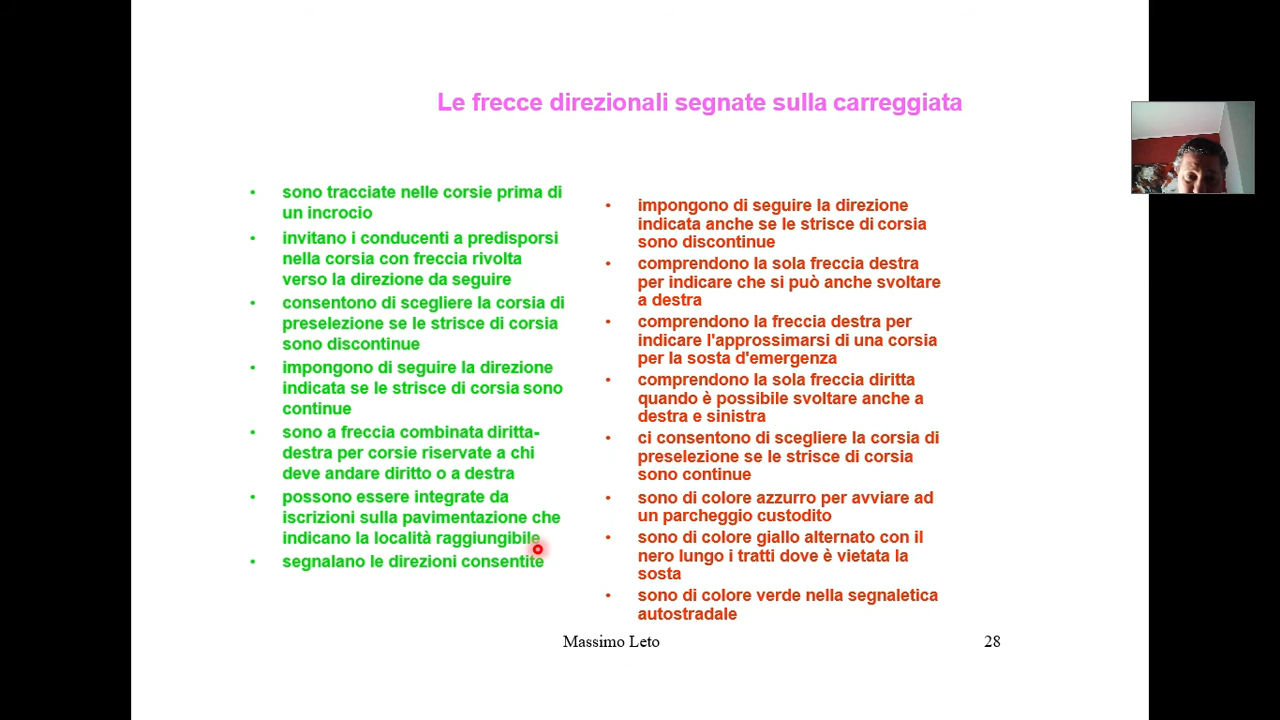 Le frecce direzionali segnate sulla carreggiata
• sono tracciate nelle corsie prima di
un incrocio
• invitano i conducenti a predisporsi
nella corsia con freccia rivolta
verso la direzione da seguire
• consentono di scegliere la corsia di
preselezione se le strisce di corsia
sono discontinue
• impongono di seguire la direzione
indicata se le strisce di corsia sono
continue
• sono a freccia combinata diritta-
destra per corsie riservate a chi
deve andare diritto o a destra
• possono essere integrate da
iscrizioni sulla pavimentazione che
indicano la località raggiungibile
• segnalano le direzioni consentite
• impongono di seguire la direzione
indicata anche se le strisce di corsia
sono discontinue
• comprendono la sola freccia destra
per indicare che si può anche svoltare
a destra
• comprendono la freccia destra per
indicare l'approssimarsi di una corsia
per la sosta d'emergenza
• comprendono la sola freccia diritta
quando è possibile svoltare anche a
destra e sinistra
• ci consentono di scegliere la corsia di
preselezione se le strisce di corsia
sono continue
• sono di colore azzurro per avviare ad
un parcheggio custodito
• sono di colore giallo alternato con il
nero lungo i tratti dove è vietata la
sosta
• sono di colore verde nella segnaletica
autostradale
Massimo Leto
28